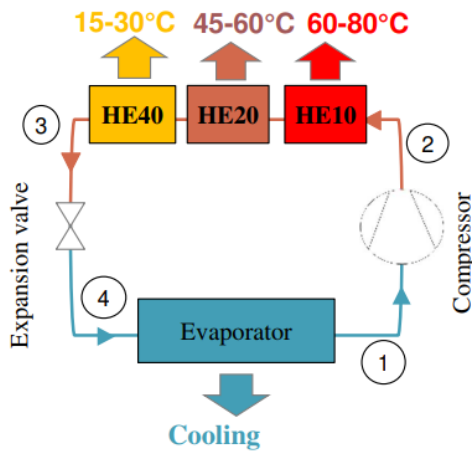 15-30°C 45-60°C 60-80°C
HE40 HE20 HE10
3
2
Expansion valve
Compressor
4
Evaporator
1
Cooling